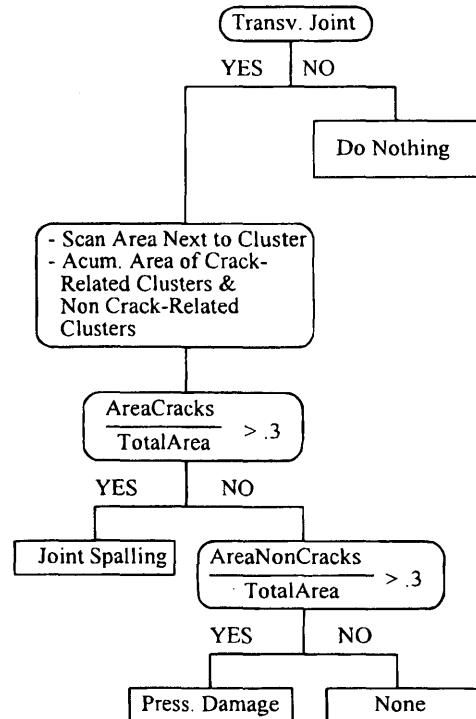 Transv. Joint
YES NO
Do Nothing
- Scan Area Next to Cluster
- Acum. Area of Crack-
Related Clusters &
Non Crack-Related
Clusters
AreaCracks
TotalArea
> .3
YES NO
Joint Spalling
AreaNonCracks
TotalArea
> .3
YES NO
Press. Damage
None